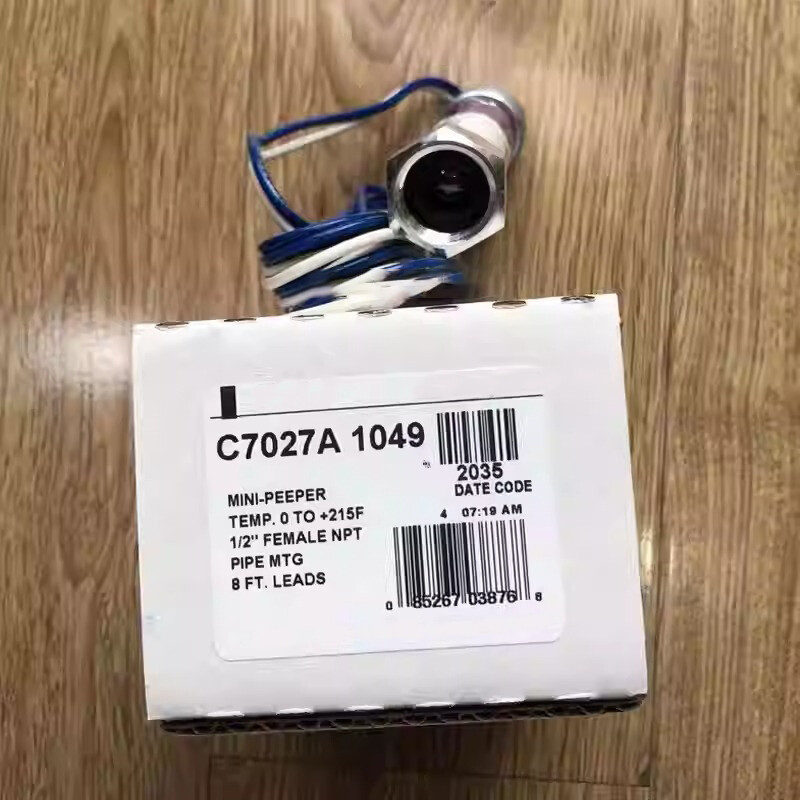 C7027A 1049
2035
DATE CODE
4 07:19 AM
MINI-PEEPER
TEMP. 0 TO +215F
1/2" FEMALE NPT
PIPE MTG
8 FT. LEADS
0 85267 03876 8